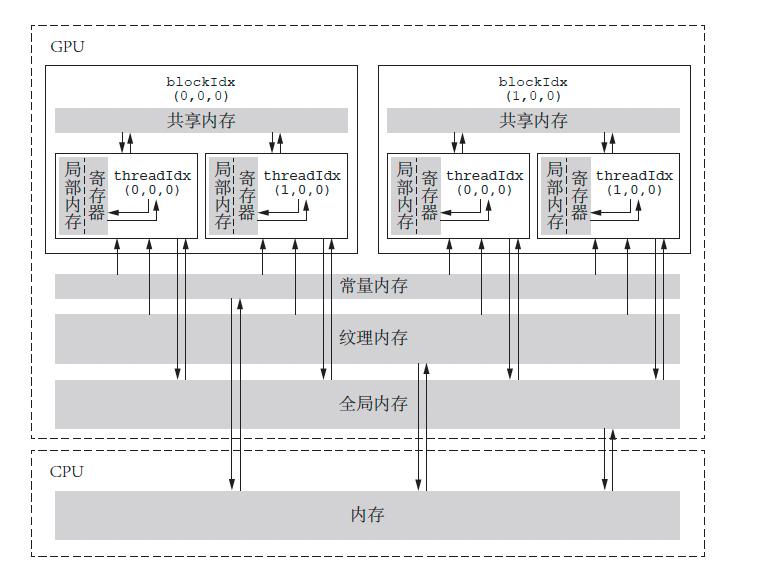 GPU
blockIdx
(0,0,0)
共享内存
局部内存
寄存器
threadIdx
(0,0,0)
局部内存
寄存器
threadIdx
(1,0,0)
blockIdx
(1,0,0)
共享内存
局部内存
寄存器
threadIdx
(0,0,0)
局部内存
寄存器
threadIdx
(1,0,0)
常量内存
纹理内存
全局内存
CPU
内存